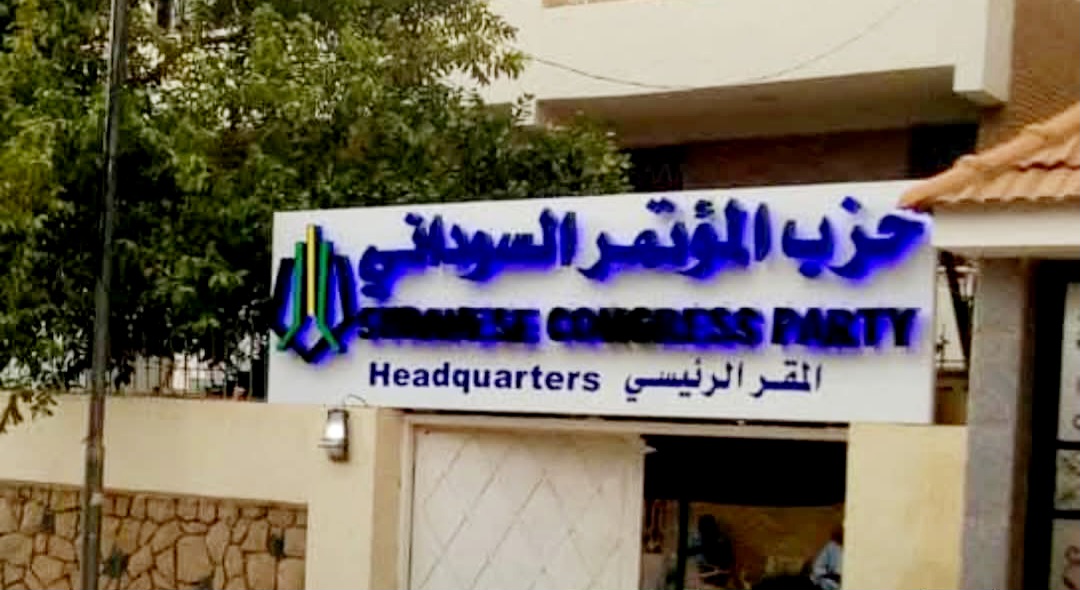 حزب المؤتمر السوداني
SUDANESE CONGRESS PARTY
Headquarters المقر الرئيسي